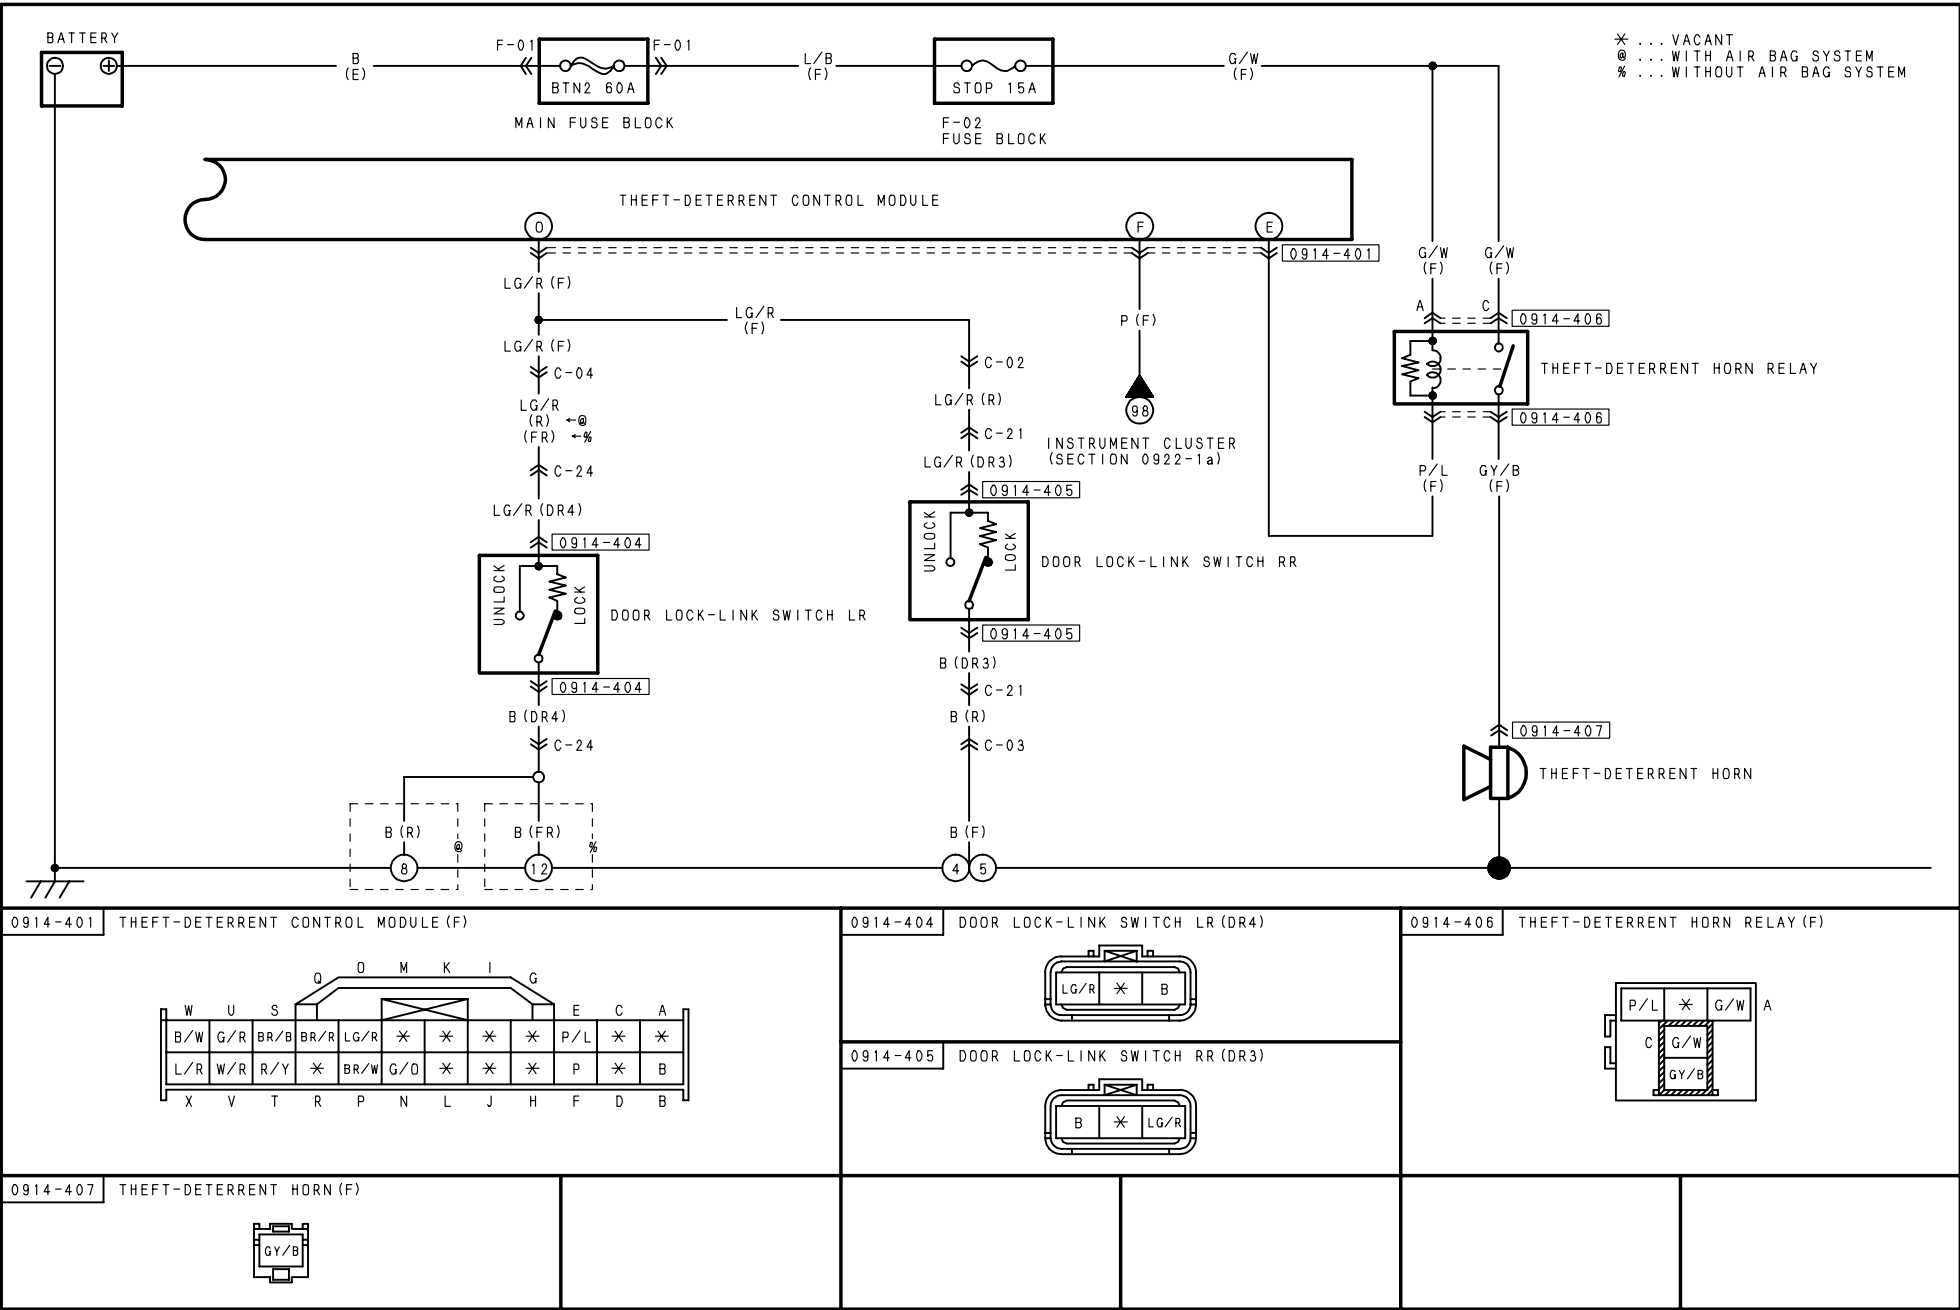 BATTERY
B
(E)
F-01
F-01
BTN2 60A
MAIN FUSE BLOCK
L/B
(F)
STOP 15A
F-02
FUSE BLOCK
G/W
(F)
* ... VACANT
@ ... WITH AIR BAG SYSTEM
% ... WITHOUT AIR BAG SYSTEM
THEFT-DETERRENT CONTROL MODULE
O
F
E
0914-401
LG/R (F)
LG/R
(F)
LG/R (F)
C-04
LG/R
(R) ←@
(FR) ←%
C-24
LG/R (DR4)
0914-404
UNLOCK
LOCK
DOOR LOCK-LINK SWITCH LR
0914-404
B (DR4)
C-24
B (R)
@
B (FR)
%
8
12
C-02
LG/R (R)
C-21
LG/R (DR3)
0914-405
UNLOCK
LOCK
DOOR LOCK-LINK SWITCH RR
0914-405
B (DR3)
C-21
B (R)
C-03
B (F)
4
5
P (F)
98
INSTRUMENT CLUSTER
(SECTION 0922-1a)
G/W
(F)
G/W
(F)
A
C
0914-406
THEFT-DETERRENT HORN RELAY
0914-406
P/L
(F)
GY/B
(F)
0914-407
THEFT-DETERRENT HORN
0914-401 THEFT-DETERRENT CONTROL MODULE (F)
Q O M K I G
W U S E C A
B/W G/R BR/B BR/R LG/R * * * * P/L * *
L/R W/R R/Y * BR/W G/O * * * P * B
X V T R P N L J H F D B
0914-404 DOOR LOCK-LINK SWITCH LR (DR4)
LG/R * B
0914-405 DOOR LOCK-LINK SWITCH RR (DR3)
B * LG/R
0914-406 THEFT-DETERRENT HORN RELAY (F)
P/L * G/W A
C G/W
GY/B
0914-407 THEFT-DETERRENT HORN (F)
GY/B